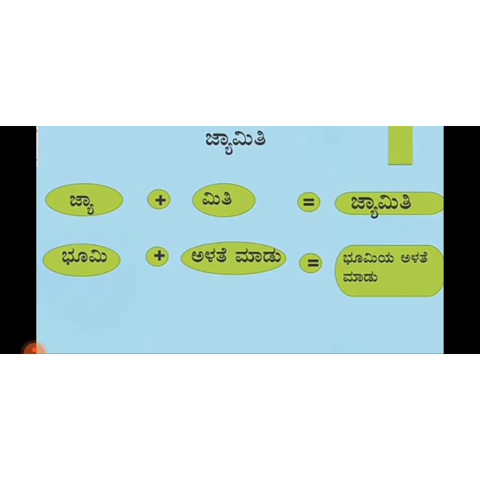 ಜ್ಯಾಮಿತಿ
ಜ್ಯಾ + ಮಿತಿ = ಜ್ಯಾಮಿತಿ
ಭೂಮಿ + ಅಳತೆ ಮಾಡು = ಭೂಮಿಯ ಅಳತೆ
ಮಾಡು